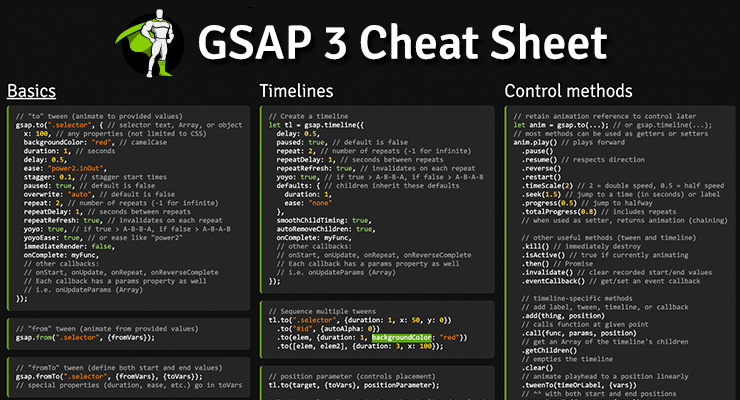 GSAP 3 Cheat Sheet
Basics
// "to" tween (animate to provided values)
gsap.to(".selector", { // selector text, Array, or object
x: 100, // any properties (not limited to CSS)
backgroundColor: "red", // camelCase
duration: 1, // seconds
delay: 0.5,
ease: "power2.inOut",
stagger: 0.1, // stagger start times
paused: true, // default is false
overwrite: "auto", // default is false
repeat: 2, // number of repeats (-1 for infinite)
repeatDelay: 1, // seconds between repeats
repeatRefresh: true, // invalidates on each repeat
yoyo: true, // if true > A-B-B-A, if false > A-B-A-B
yoyoEase: true, // or ease like "power2"
immediateRender: false,
onComplete: myFunc,
// other callbacks:
// onStart, onUpdate, onRepeat, onReverseComplete
// Each callback has a params property as well
// i.e. onUpdateParams (Array)
});
// "from" tween (animate from provided values)
gsap.from(".selector", {fromVars});
// "fromTo" tween (define both start and end values)
gsap.fromTo(".selector", {fromVars}, {toVars});
// special properties (duration, ease, etc.) go in toVars
Timelines
// Create a timeline
let tl = gsap.timeline({
delay: 0.5,
paused: true, // default is false
repeat: 2, // number of repeats (-1 for infinite)
repeatDelay: 1, // seconds between repeats
repeatRefresh: true, // invalidates on each repeat
yoyo: true, // if true > A-B-B-A, if false > A-B-A-B
defaults: { // children inherit these defaults
duration: 1,
ease: "none"
},
smoothChildTiming: true,
autoRemoveChildren: true,
onComplete: myFunc,
// other callbacks:
// onStart, onUpdate, onRepeat, onReverseComplete
// Each callback has a params property as well
// i.e. onUpdateParams (Array)
});
// Sequence multiple tweens
tl.to(".selector", {duration: 1, x: 50, y: 0})
.to("#id", {autoAlpha: 0})
.to(elem, {duration: 1, backgroundColor: "red"})
.to([elem, elem2], {duration: 3, x: 100});
// position parameter (controls placement)
tl.to(target, {toVars}, positionParameter);
Control methods
// retain animation reference to control later
let anim = gsap.to(...); // or gsap.timeline(...);
// most methods can be used as getters or setters
anim.play() // plays forward
.pause()
.resume() // respects direction
.reverse()
.restart()
.timeScale(2) // 2 = double speed, 0.5 = half speed
.seek(1.5) // jump to a time (in seconds) or label
.progress(0.5) // jump to halfway
.totalProgress(0.8) // includes repeats
// when used as setter, returns animation (chaining)
// other useful methods (tween and timeline)
.kill() // immediately destroy
.isActive() // true if currently animating
.then() // Promise
.invalidate() // clear recorded start/end values
.eventCallback() // get/set an event callback
// timeline-specific methods
// add label, tween, timeline, or callback
.add(thing, position)
// calls function at given point
.call(func, params, position)
// get an Array of the timeline's children
.getChildren()
// empties the timeline
.clear()
// animate playhead to a position linearly
.tweenTo(timeOrLabel, {vars})
// ^^ with both start and end positions